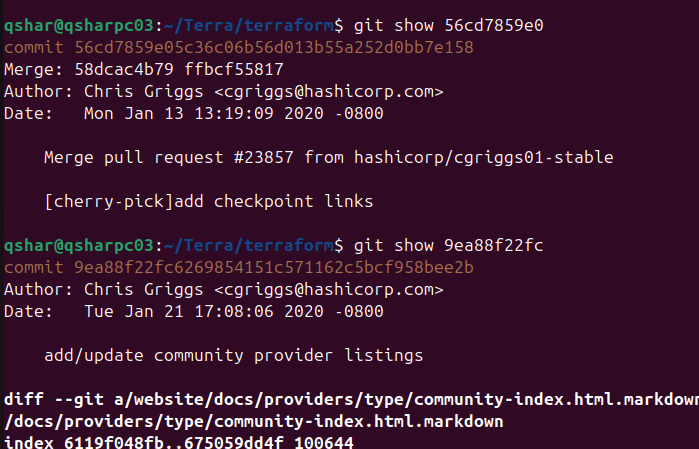 qshar@qsharpc03:~/Terra/terraform$ git show 56cd7859e0
commit 56cd7859e05c36c06b56d013b55a252d0bb7e158
Merge: 58dcac4b79 ffbcf55817
Author: Chris Griggs <cgriggs@hashicorp.com>
Date:   Mon Jan 13 13:19:09 2020 -0800
    Merge pull request #23857 from hashicorp/cgriggs01-stable
    [cherry-pick]add checkpoint links
qshar@qsharpc03:~/Terra/terraform$ git show 9ea88f22fc
commit 9ea88f22fc6269854151c571162c5bcf958bee2b
Author: Chris Griggs <cgriggs@hashicorp.com>
Date:   Tue Jan 21 17:08:06 2020 -0800
    add/update community provider listings
diff --git a/website/docs/providers/type/community-index.html.markdown
/docs/providers/type/community-index.html.markdown
index 6119f048fb..675059dd4f 100644